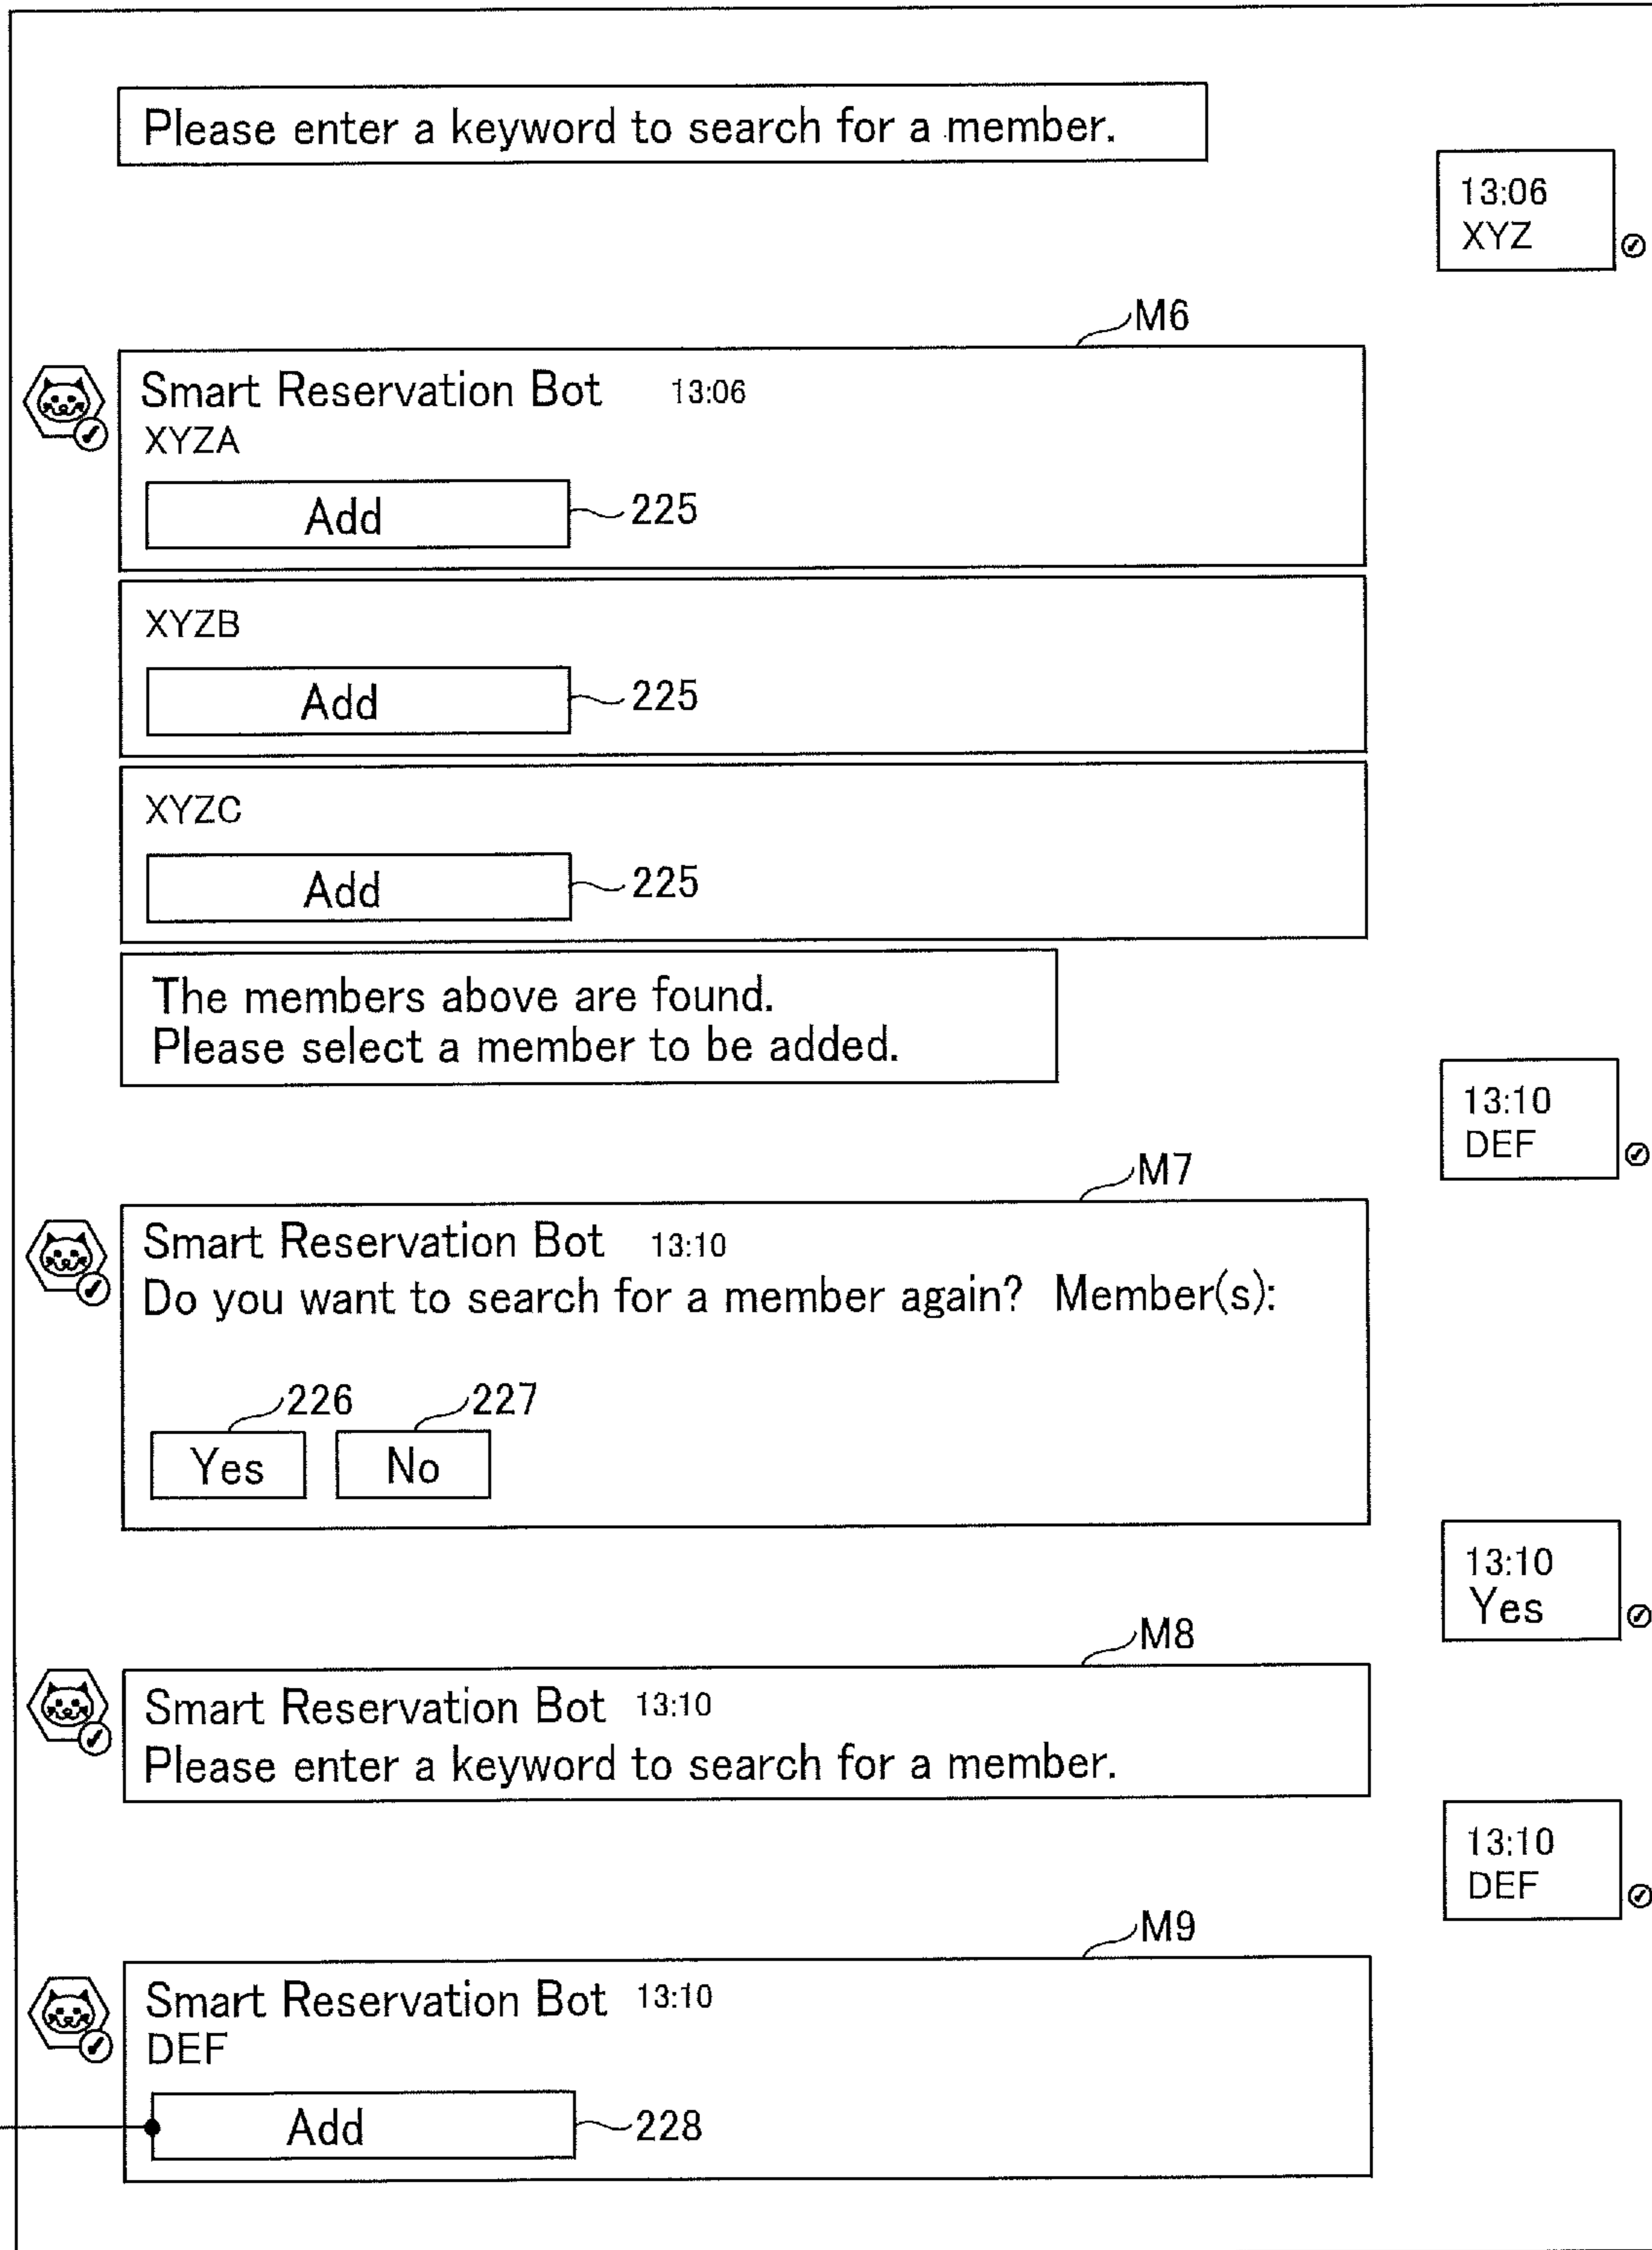 Please enter a keyword to search for a member.
13:06
XYZ
M6
Smart Reservation Bot 13:06
XYZA
Add 225
XYZB
Add 225
XYZC
Add 225
The members above are found.
Please select a member to be added.
13:10
DEF
M7
Smart Reservation Bot 13:10
Do you want to search for a member again? Member(s):
226 227
Yes No
13:10
Yes
M8
Smart Reservation Bot 13:10
Please enter a keyword to search for a member.
13:10
DEF
M9
Smart Reservation Bot 13:10
DEF
Add 228